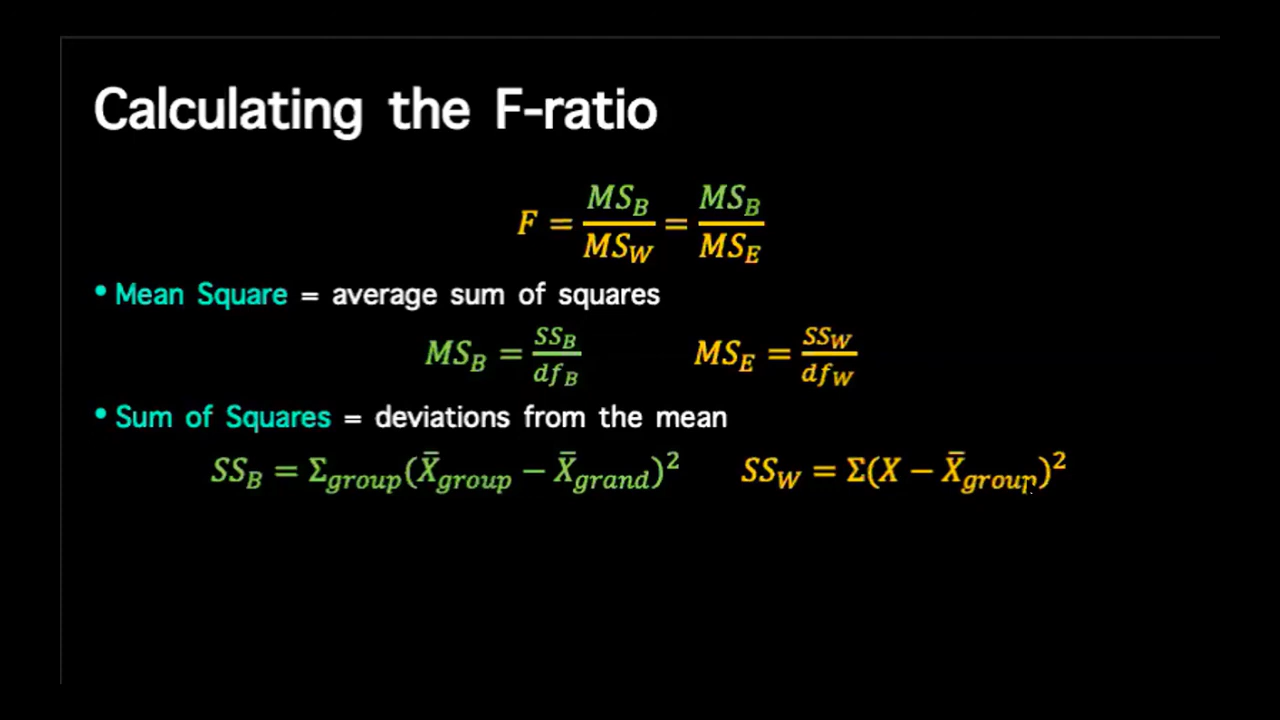 Calculating the F-ratio
F = MS_B / MS_W = MS_B / MS_E
• Mean Square = average sum of squares
MS_B = SS_B / df_B    MS_E = SS_W / df_W
• Sum of Squares = deviations from the mean
SS_B = Σ_group(X̄_group − X̄_grand)²    SS_W = Σ(X − X̄_group)²